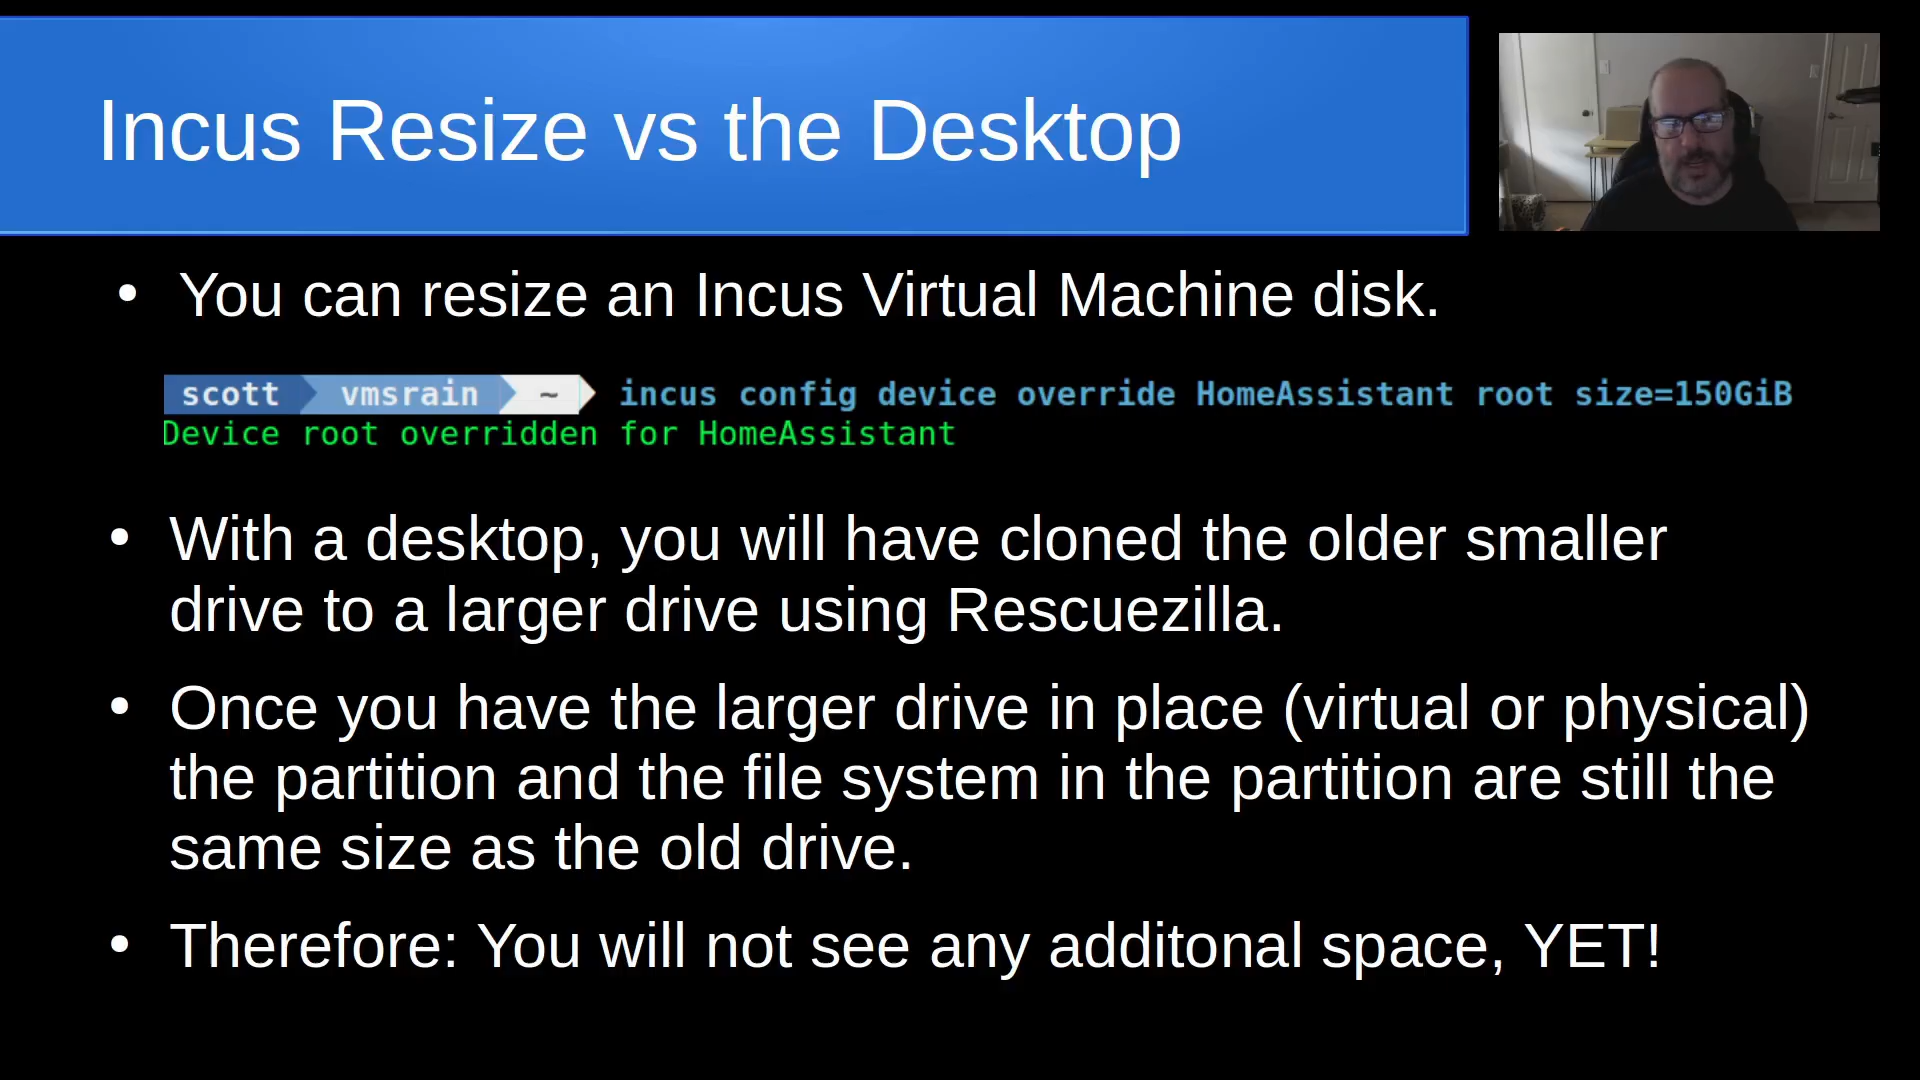 Incus Resize vs the Desktop
• You can resize an Incus Virtual Machine disk.
scott vmsrain ~ incus config device override HomeAssistant root size=150GiB
Device root overridden for HomeAssistant
• With a desktop, you will have cloned the older smaller
drive to a larger drive using Rescuezilla.
• Once you have the larger drive in place (virtual or physical)
the partition and the file system in the partition are still the
same size as the old drive.
• Therefore: You will not see any additonal space, YET!